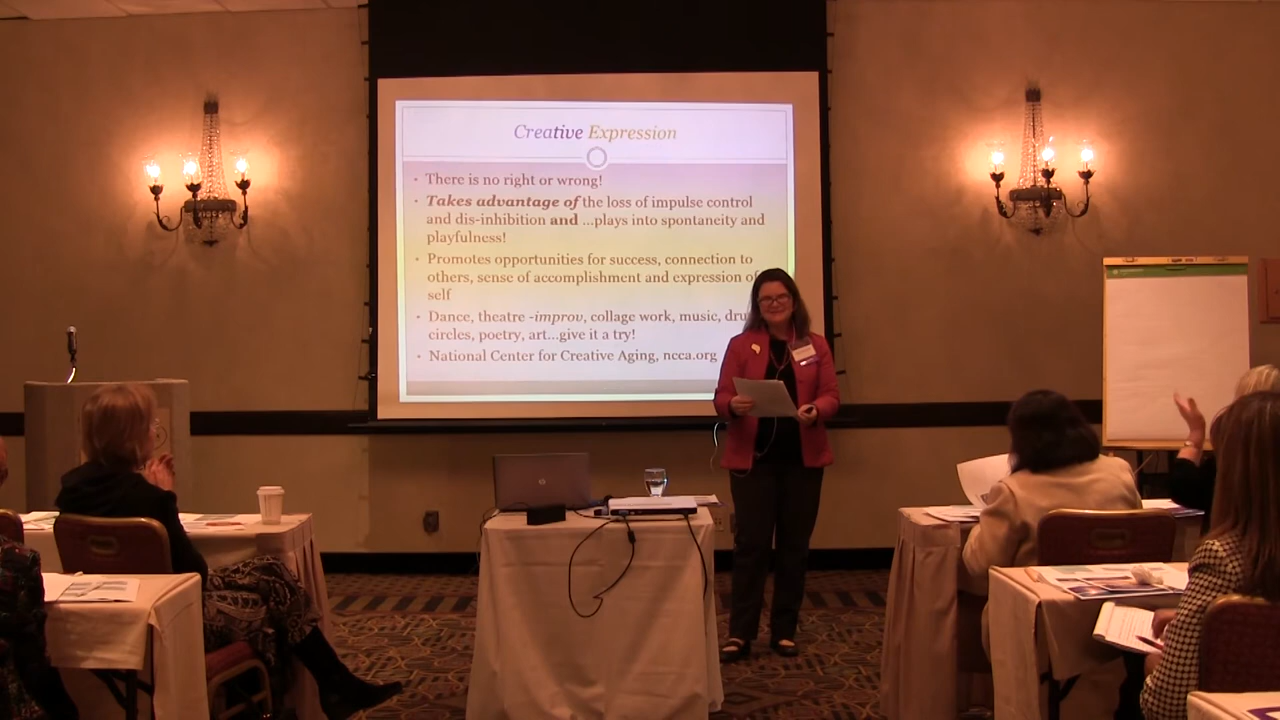 Creative Expression
• There is no right or wrong!
• Takes advantage of the loss of impulse control
and dis-inhibition and ...plays into spontaneity and
playfulness!
• Promotes opportunities for success, connection to
others, sense of accomplishment and expression of
self
• Dance, theatre -improv, collage work, music,
circles, poetry, art...give it a try!
• National Center for Creative Aging, ncca.org